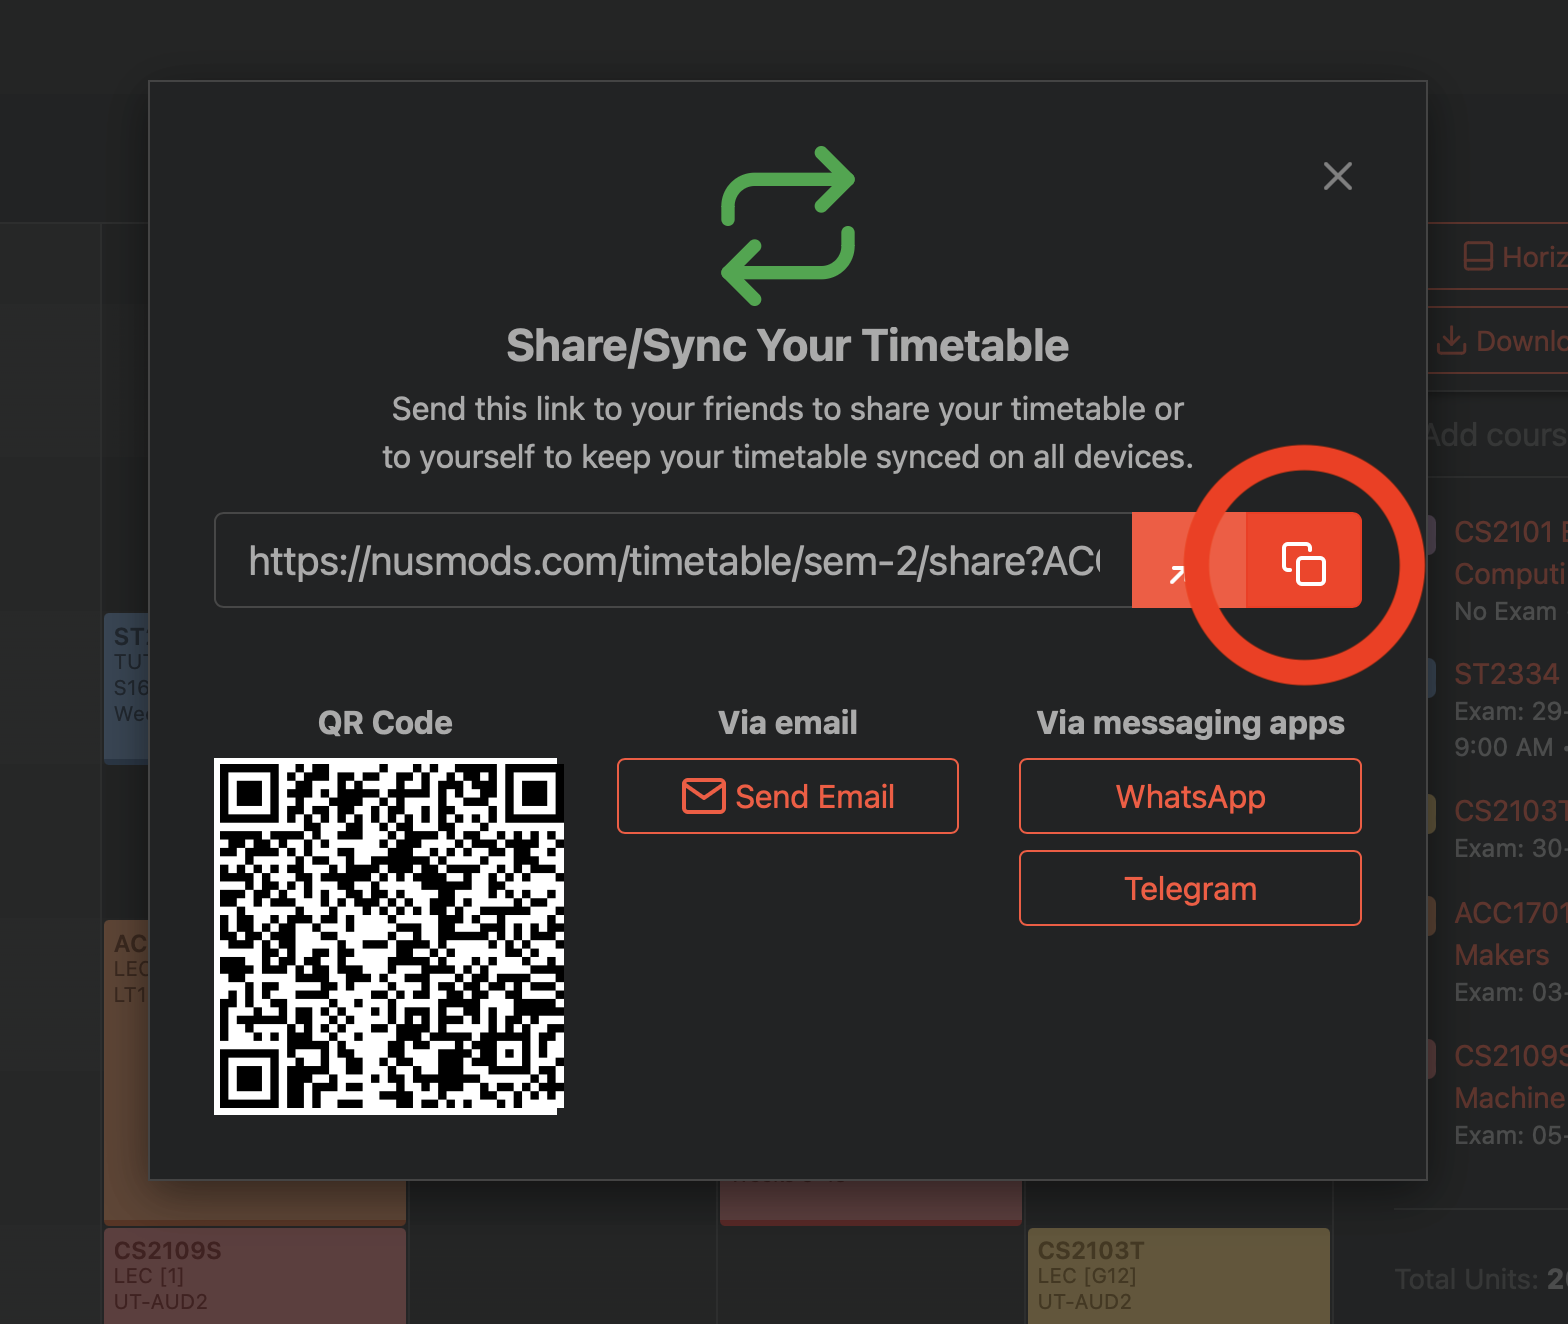 Share/Sync Your Timetable
Send this link to your friends to share your timetable or
to yourself to keep your timetable synced on all devices.
https://nusmods.com/timetable/sem-2/share?AC
QR Code
Via email
Via messaging apps
Send Email
WhatsApp
Telegram
Horiz
Downlo
Add cours
CS2101 E
Computi
No Exam
ST2334
Exam: 29-
9:00 AM
CS2103T
Exam: 30-
ACC1701
Makers
Exam: 03-
CS2109S
Machine
Exam: 05-
Total Units: 2
ST
TUT
S16
Wee
AC
LEC
LT1
CS2109S
LEC [1]
UT-AUD2
CS2103T
LEC [G12]
UT-AUD2